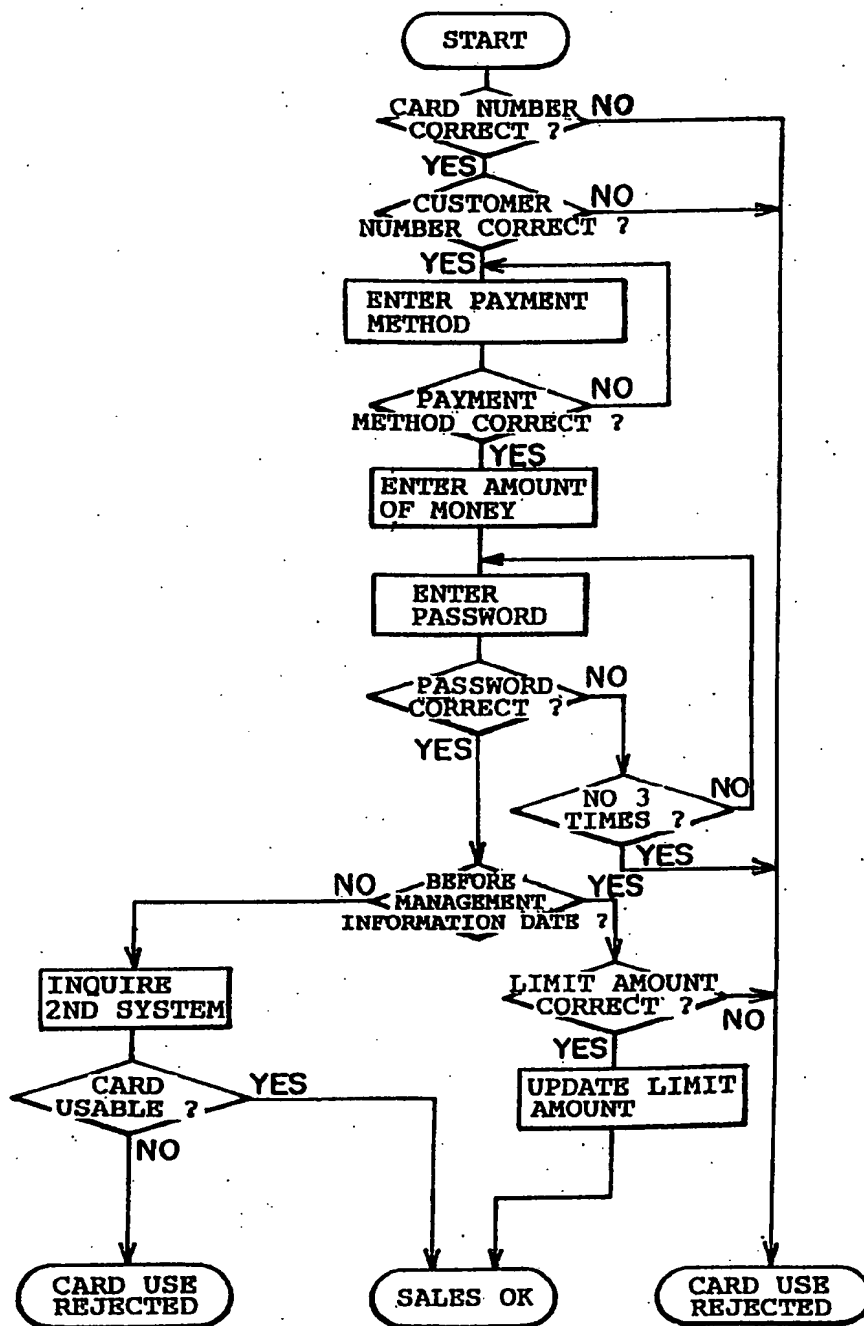 START
CARD NUMBER
CORRECT ?
NO
YES
CUSTOMER
NUMBER CORRECT ?
NO
YES
ENTER PAYMENT
METHOD
PAYMENT
METHOD CORRECT ?
NO
YES
ENTER AMOUNT
OF MONEY
ENTER
PASSWORD
PASSWORD
CORRECT ?
NO
YES
NO 3
TIMES ?
NO
YES
BEFORE
MANAGEMENT
INFORMATION DATE ?
NO
YES
INQUIRE
2ND SYSTEM
LIMIT AMOUNT
CORRECT ?
NO
YES
CARD
USABLE ?
YES
NO
UPDATE LIMIT
AMOUNT
CARD USE
REJECTED
SALES OK
CARD USE
REJECTED